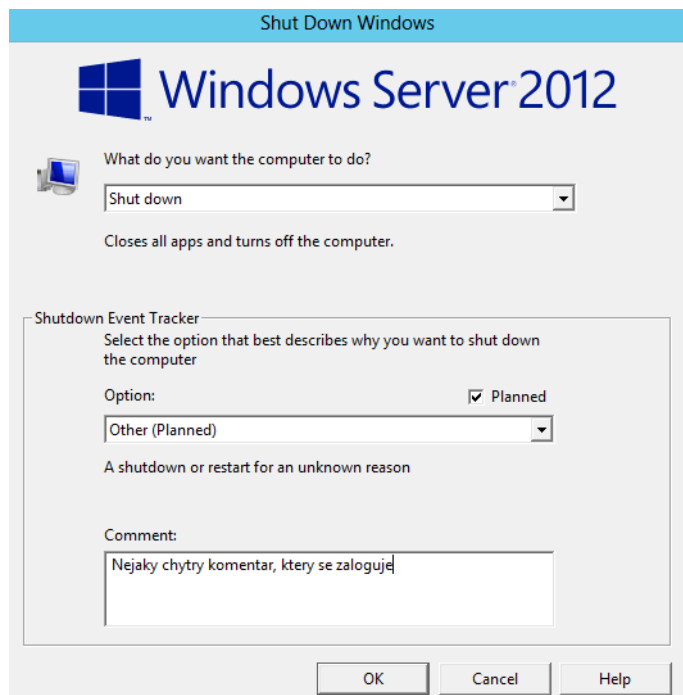 Shut Down Windows
Windows Server 2012
What do you want the computer to do?
Shut down
Closes all apps and turns off the computer.
Shutdown Event Tracker
Select the option that best describes why you want to shut down
the computer
Option:
Planned
Other (Planned)
A shutdown or restart for an unknown reason
Comment:
Nejaky chytry komentar, ktery se zaloguje
OK
Cancel
Help